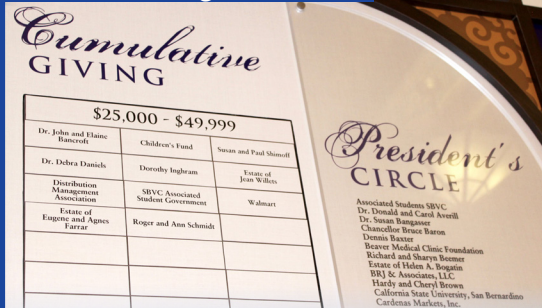 Cumulative
GIVING
$25,000 - $49,999
Dr. John and Elaine
Bancroft
Children's Fund
Susan and Paul Shimoff
Dr. Debra Daniels
Dorothy Inghram
Estate of
Jean Willets
Distribution
Management
Association
SBVC Associated
Student Government
Walmart
Estate of
Eugene and Agnes
Farrar
Roger and Ann Schmidt
President's
CIRCLE
Associated Students SBVC
Dr. Donald and Carol Averill
Dr. Susan Bangasser
Chancellor Bruce Baron
Dennis Baxter
Beaver Medical Clinic Foundation
Richard and Sharyn Beemer
Estate of Helen A. Bogatin
BRJ & Associates, LLC
Hardy and Cheryl Brown
California State University, San Bernardino
Cardenas Markets, Inc.